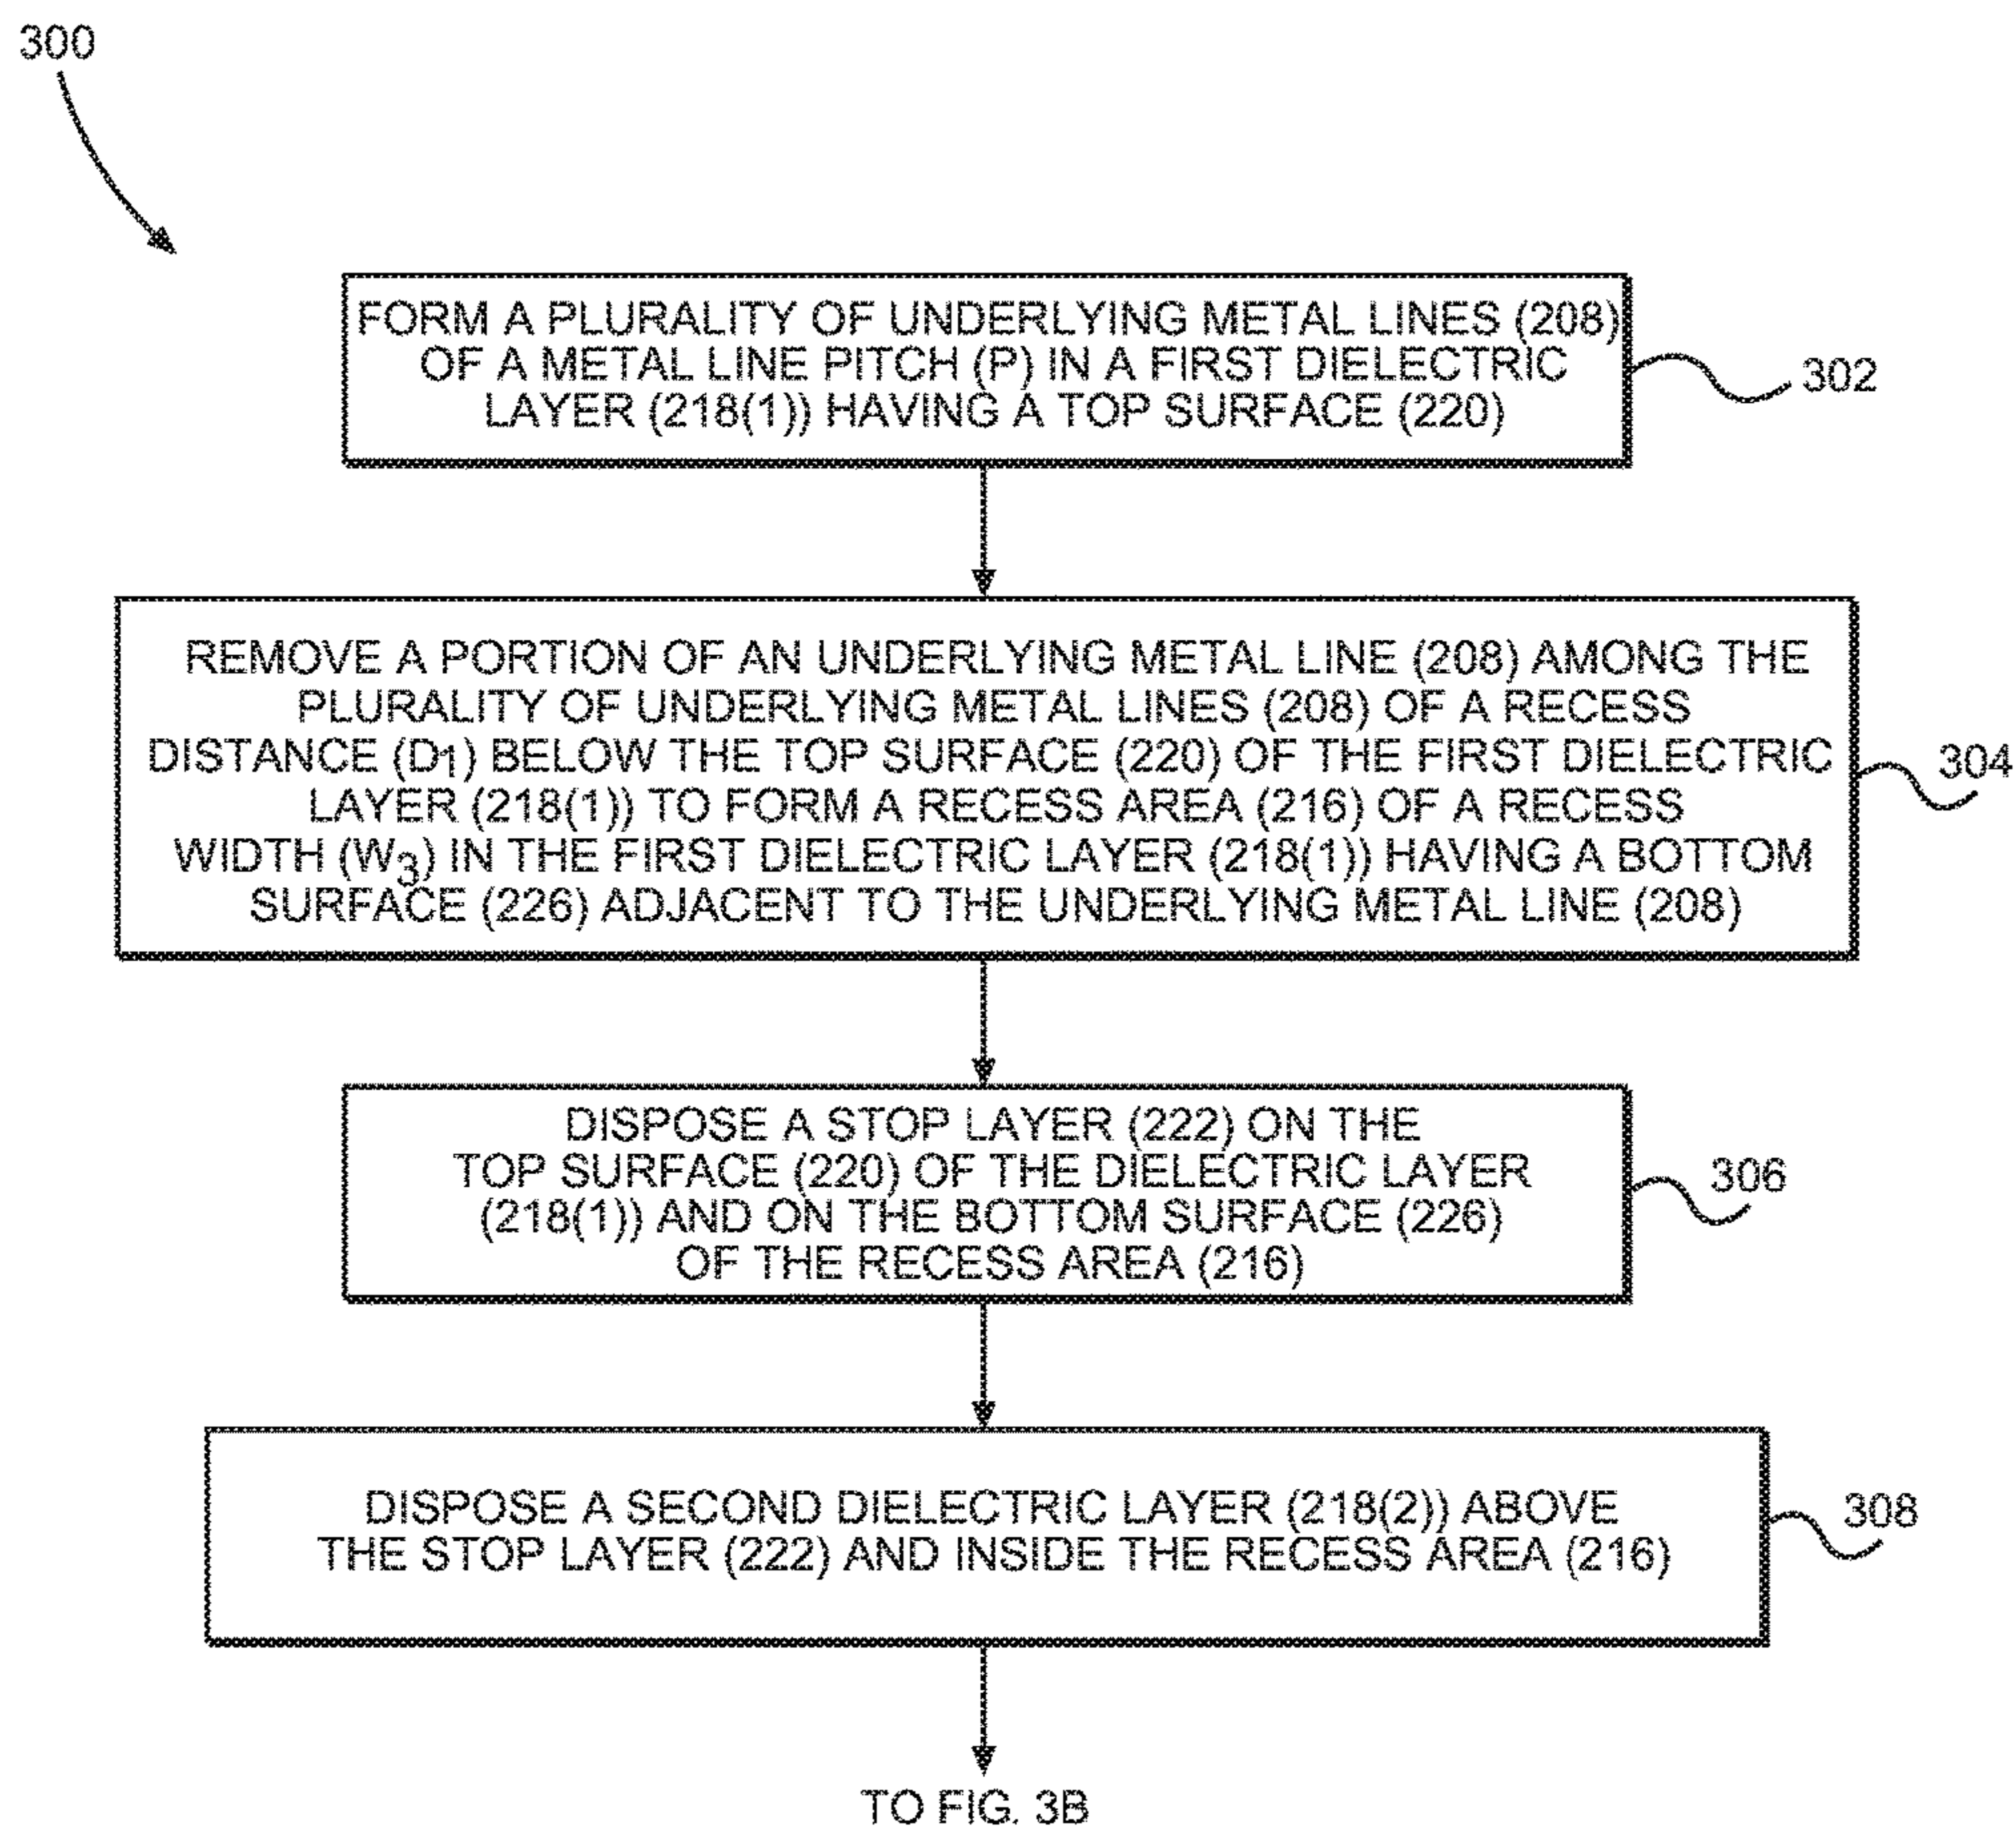 300
FORM A PLURALITY OF UNDERLYING METAL LINES (208)
OF A METAL LINE PITCH (P) IN A FIRST DIELECTRIC
LAYER (218(1)) HAVING A TOP SURFACE (220)
302
REMOVE A PORTION OF AN UNDERLYING METAL LINE (208) AMONG THE
PLURALITY OF UNDERLYING METAL LINES (208) OF A RECESS
DISTANCE (D1) BELOW THE TOP SURFACE (220) OF THE FIRST DIELECTRIC
LAYER (218(1)) TO FORM A RECESS AREA (216) OF A RECESS
WIDTH (W3) IN THE FIRST DIELECTRIC LAYER (218(1)) HAVING A BOTTOM
SURFACE (226) ADJACENT TO THE UNDERLYING METAL LINE (208)
304
DISPOSE A STOP LAYER (222) ON THE
TOP SURFACE (220) OF THE DIELECTRIC LAYER
(218(1)) AND ON THE BOTTOM SURFACE (226)
OF THE RECESS AREA (216)
306
DISPOSE A SECOND DIELECTRIC LAYER (218(2)) ABOVE
THE STOP LAYER (222) AND INSIDE THE RECESS AREA (216)
308
TO FIG. 3B